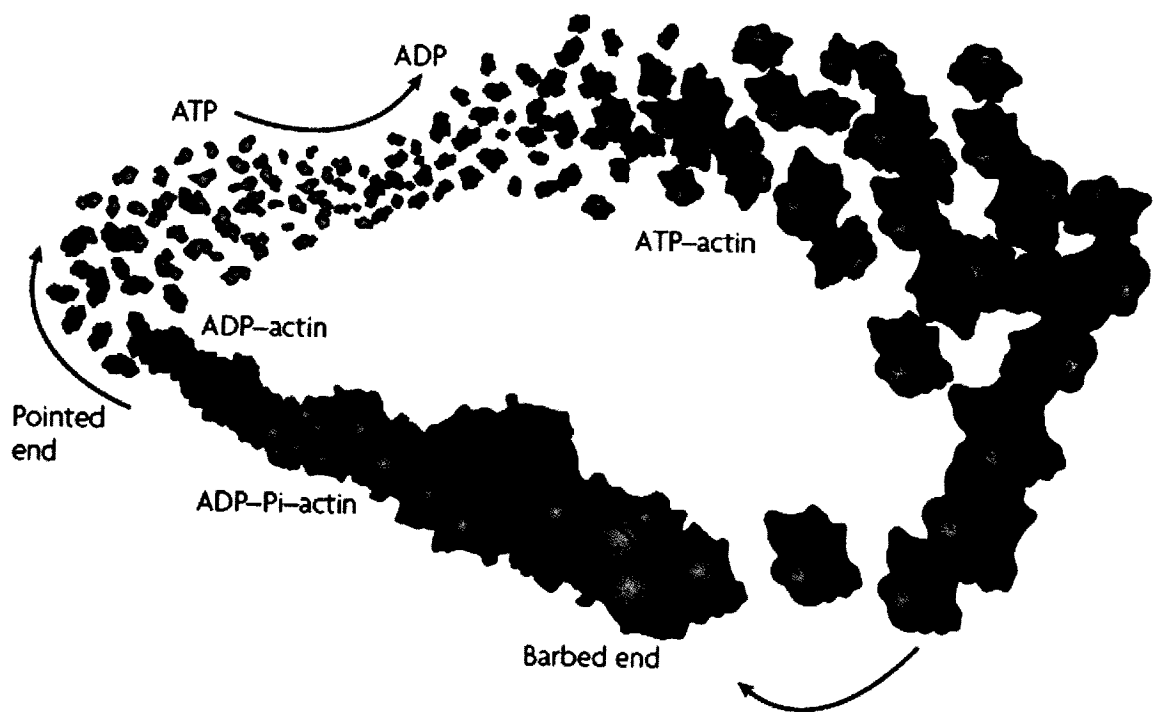 ADP
ATP
ATP–actin
ADP–actin
Pointed
end
ADP–Pi–actin
Barbed end